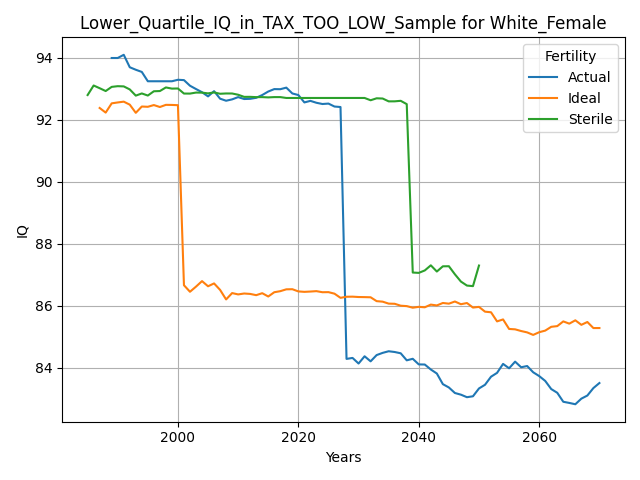 Lower_Quartile_IQ_in_TAX_TOO_LOW_Sample for White_Female
Fertility
Actual
Ideal
Sterile
94
92
90
88
86
84
IQ
2000 2020 2040 2060
Years